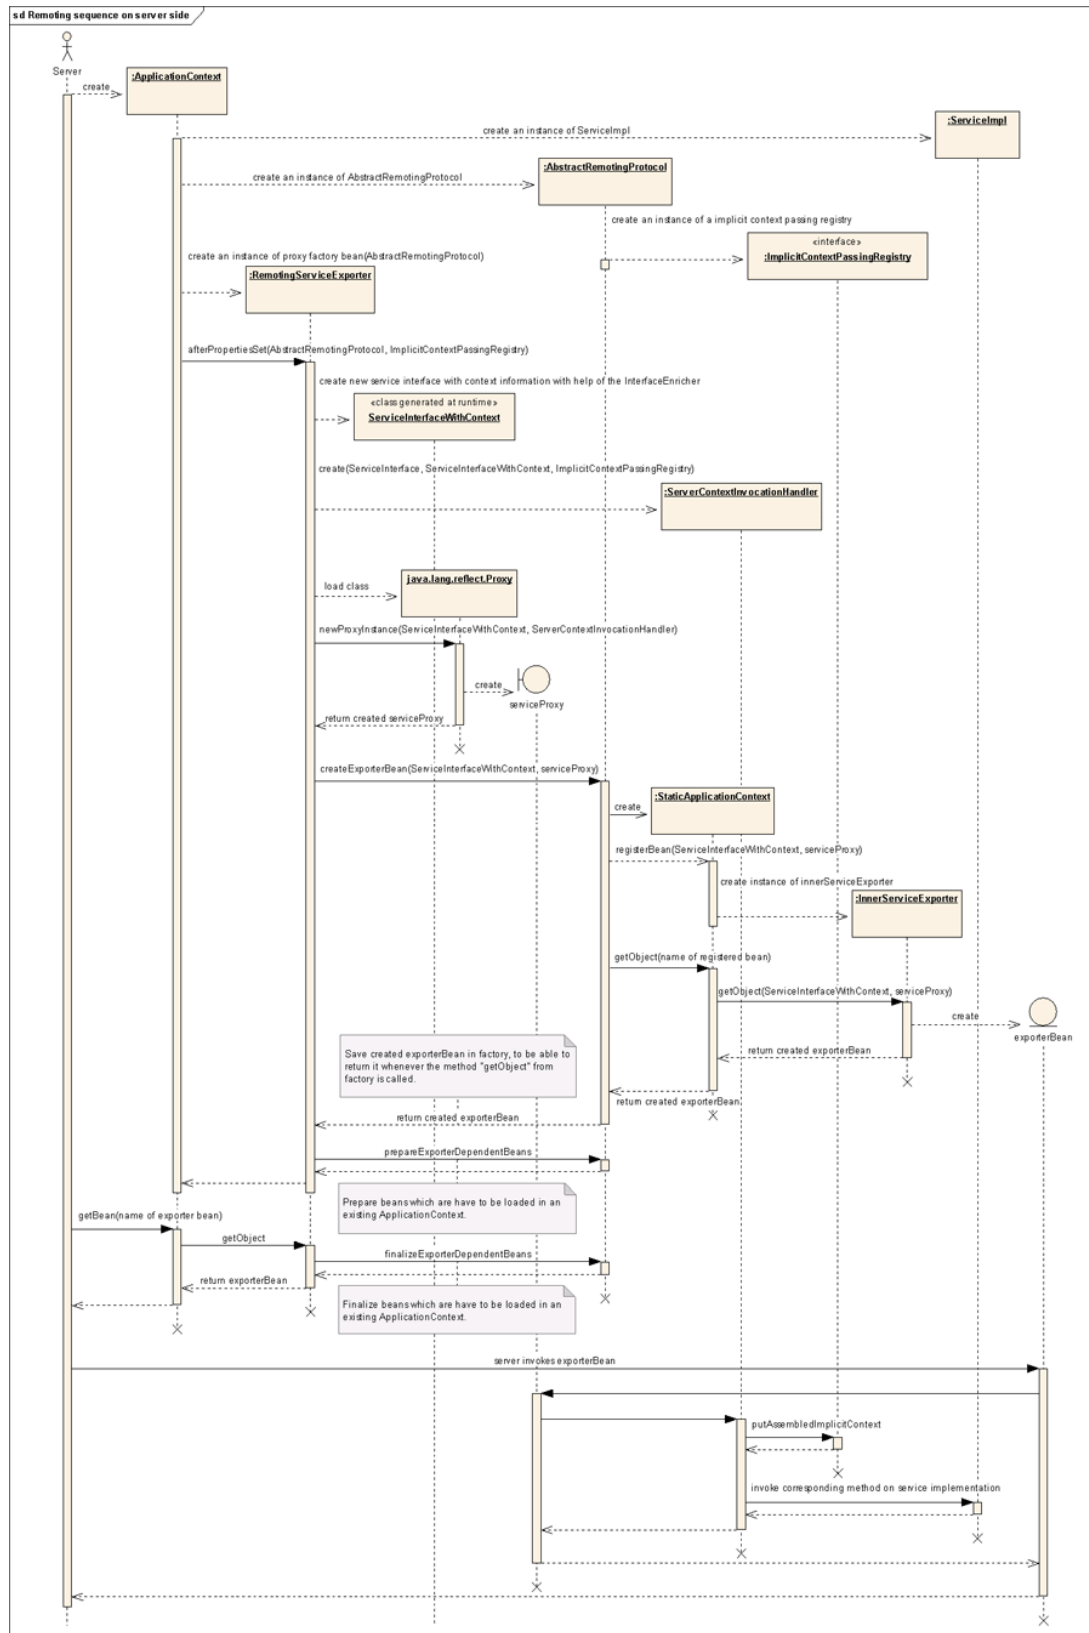 sd Remoting sequence on server side
Server
create
:ApplicationContext
create an instance of ServiceImpl
:ServiceImpl
create an instance of AbstractRemotingProtocol
:AbstractRemotingProtocol
create an instance of a implicit context passing registry
«interface»
:ImplicitContextPassingRegistry
create an instance of proxy factory bean(AbstractRemotingProtocol)
:RemotingServiceExporter
afterPropertiesSet(AbstractRemotingProtocol, ImplicitContextPassingRegistry)
create new service interface with context information with help of the InterfaceEnricher
«class generated at runtime»
ServiceInterfaceWithContext
create(ServiceInterface, ServiceInterfaceWithContext, ImplicitContextPassingRegistry)
:ServerContextInvocationHandler
load class
java.lang.reflect.Proxy
newProxyInstance(ServiceInterfaceWithContext, ServerContextInvocationHandler)
create
serviceProxy
return created serviceProxy
createExporterBean(ServiceInterfaceWithContext, serviceProxy)
create
:StaticApplicationContext
registerBean(ServiceInterfaceWithContext, serviceProxy)
create instance of innerServiceExporter
:InnerServiceExporter
getObject(name of registered bean)
getObject(ServiceInterfaceWithContext, serviceProxy)
create
exporterBean
return created exporterBean
Save created exporterBean in factory, to be able to
return it whenever the method "getObject" from
factory is called.
return created exporterBean
return created exporterBean
prepareExporterDependentBeans
Prepare beans which are have to be loaded in an
existing ApplicationContext.
getBean(name of exporter bean)
getObject
finalizeExporterDependentBeans
return exporterBean
Finalize beans which are have to be loaded in an
existing ApplicationContext.
server invokes exporterBean
putAssembledImplicitContext
invoke corresponding method on service implementation